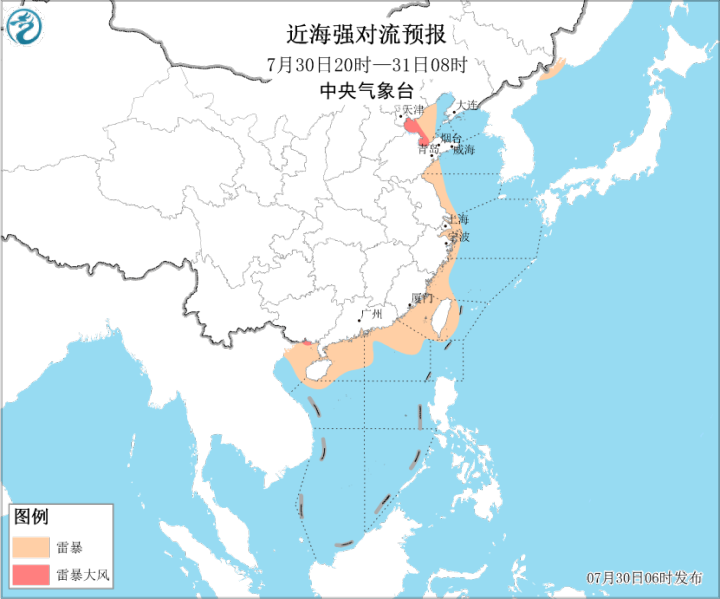 近海强对流预报
7月30日20时—31日08时
中央气象台
天津
大连
烟台
青岛
威海
上海
宁波
厦门
广州
图例
雷暴
雷暴大风
07月30日06时发布